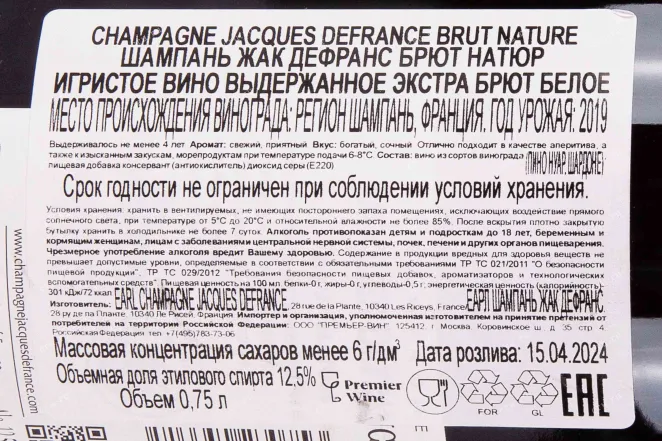 CHAMPAGNE JACQUES DEFRANCE BRUT NATURE
ШАМПАНЬ ЖАК ДЕФРАНС БРЮТ НАТЮР
ИГРИСТОЕ ВИНО ВЫДЕРЖАННОЕ ЭКСТРА БРЮТ БЕЛОЕ
МЕСТО ПРОИСХОЖДЕНИЯ ВИНОГРАДА: РЕГИОН ШАМПАНЬ, ФРАНЦИЯ. ГОД УРОЖАЯ: 2019
Выдерживалось не менее 4 лет Аромат: свежий, приятный Вкус: богатый, сочный Отлично подходит в качестве аперитива, а
также к изысканным закускам, морепродуктам при температуре подачи 6-8°С Состав: вино из сортов винограда (ПИНО НУАР, ШАРДОНЕ)
пищевая добавка консервант (антиокислитель) диоксид серы (Е220)
Срок годности не ограничен при соблюдении условий хранения.
Условия хранения: хранить в вентилируемых, не имеющих постороннего запаха помещениях, исключающих воздействие прямого
солнечного света, при температуре от 5°С до 20°С и относительной влажности не более 85%. После вскрытия плотно закрытую
бутылку хранить в холодильнике не более 7 суток. Алкоголь противопоказан детям и подросткам до 18 лет, беременным и
кормящим женщинам, лицам с заболеваниями центральной нервной системы, почек, печени и других органов пищеварения.
Чрезмерное употребление алкоголя вредит Вашему здоровью. Содержание в продукции вредных для здоровья веществ не
превышает допустимые уровни, определяемые в соответствии с обязательными требованиями ТР ТС 021/2011 "О безопасности
пищевой продукции". ТР ТС 029/2012 "Требования безопасности пищевых добавок, ароматизаторов и технологических
вспомогательных средств" Пищевая ценность на 100 мл. белки-0 г, жиры-0 г, углеводы-0,5 г; энергетическая ценность (калорийность):
301 кДж/72 ккал
Изготовитель: EARL CHAMPAGNE JACQUES DEFRANCE, 28 rue de la Plante, 10340 Les Riceys, France ЕАРЛ ШАМПАНЬ ЖАК ДЕФРАНС,
28 ру де ла Планте, 10340 Ле Рисей, Франция Импортер и организация, уполномоченная изготовителем на принятие претензий от
потребителей на территории Российской Федерации: ООО "ПРЕМЬЕР-ВИН" 125412 г Москва, Коровинское ш, д. 35 стр 4,
Российская Федерация тел. +7(495)783-73-06
Массовая концентрация сахаров менее 6 г/дм³ Дата розлива: 15.04.2024
Объемная доля этилового спирта 12,5%
Объем 0,75 л
Premier
Wine
FOR
GL
EAC
www.champagnejacquesdefrance.com